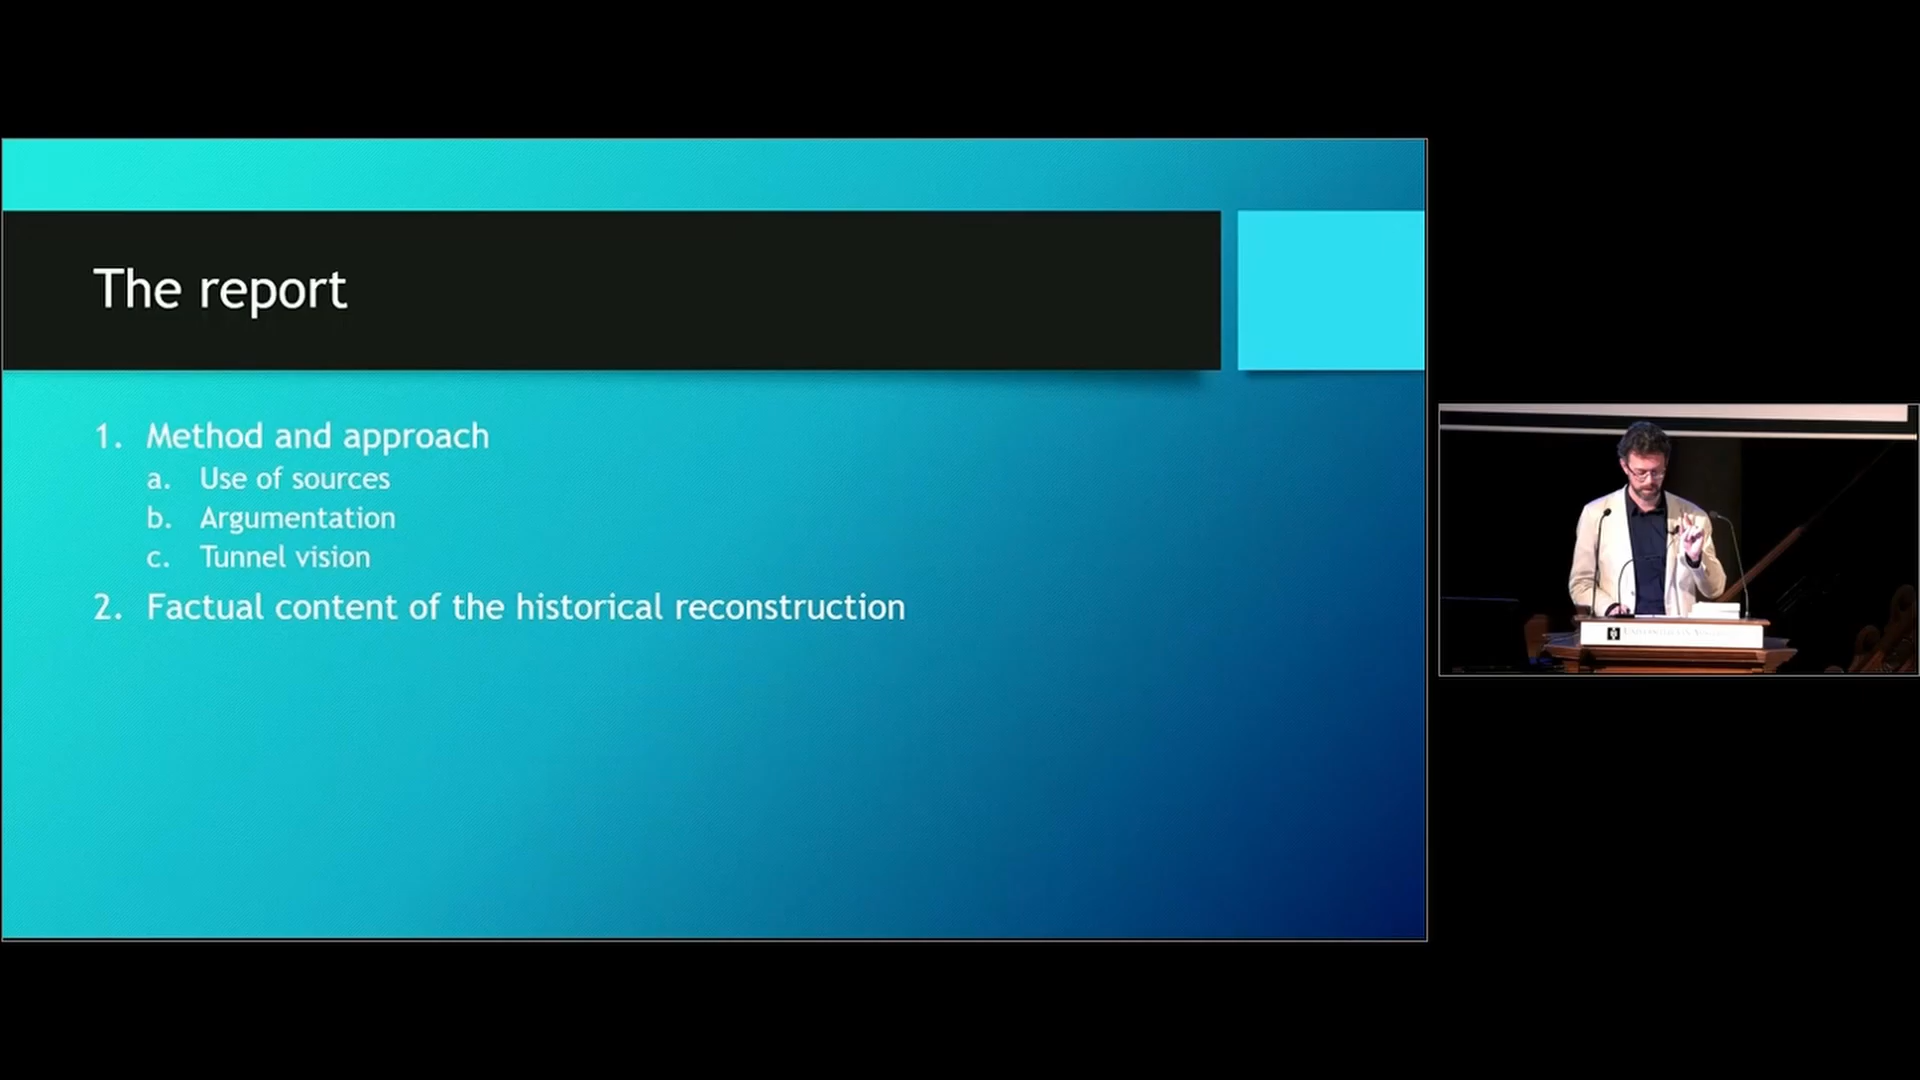 The report
1. Method and approach
a. Use of sources
b. Argumentation
c. Tunnel vision
2. Factual content of the historical reconstruction